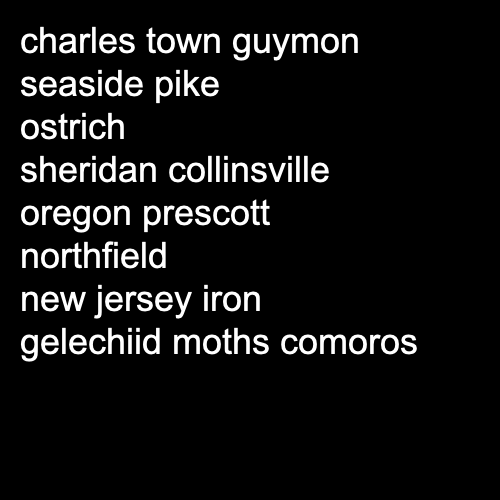 charles town guymon
seaside pike
ostrich
sheridan collinsville
oregon prescott
northfield
new jersey iron
gelechiid moths comoros